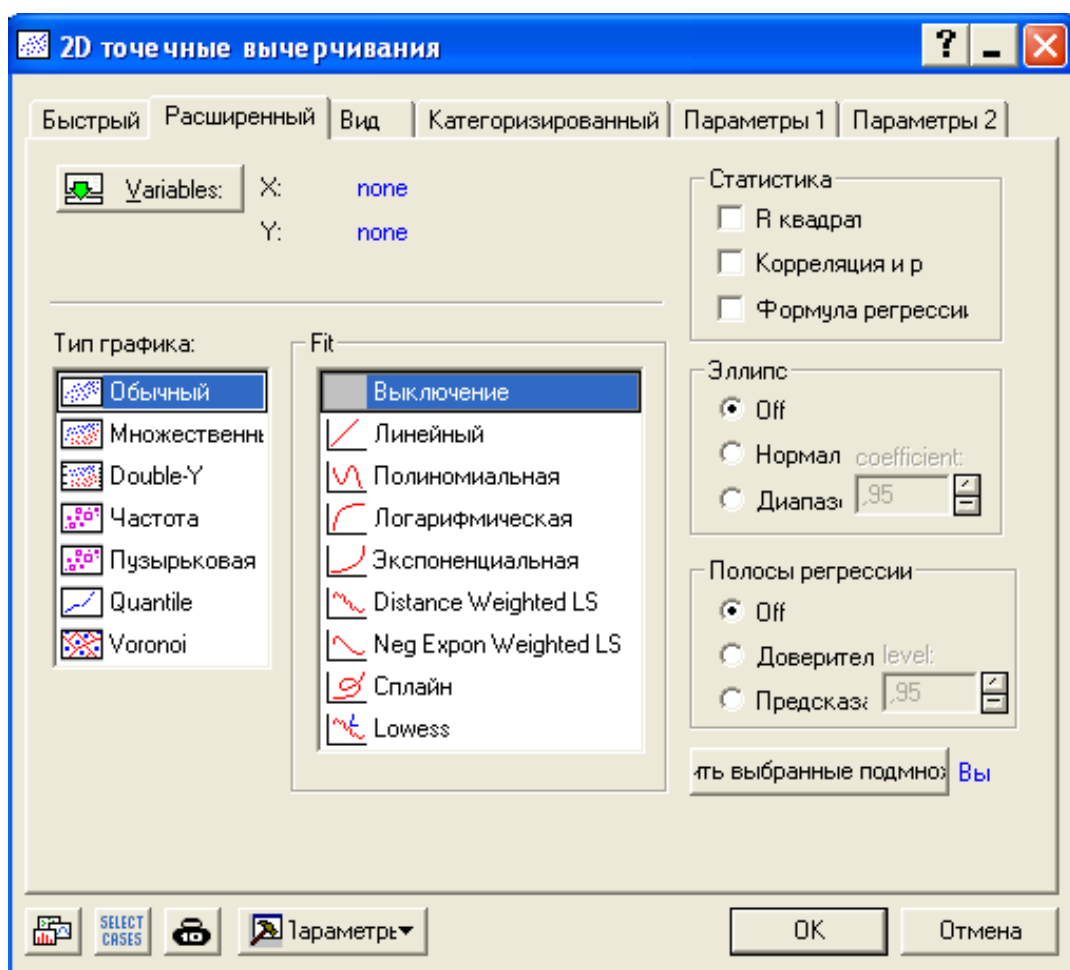 2D точечные вычерчивания
Быстрый
Расширенный
Вид
Категоризированный
Параметры 1
Параметры 2
Variables:
X: none
Y: none
Статистика
R квадрат
Корреляция и р
Формула регресси
Тип графика:
Обычный
Множественн
Double-Y
Частота
Пузырьковая
Quantile
Voronoi
Fit
Выключение
Линейный
Полиномиальная
Логарифмическая
Экспоненциальная
Distance Weighted LS
Neg Expon Weighted LS
Сплайн
Lowess
Эллипс
Off
Нормал coefficient:
Диапаз ,95
Полосы регрессии
Off
Доверител level:
Предсказ ,95
ить выбранные подмнож Вы
SELECT
CASES
Параметры
OK
Отмена